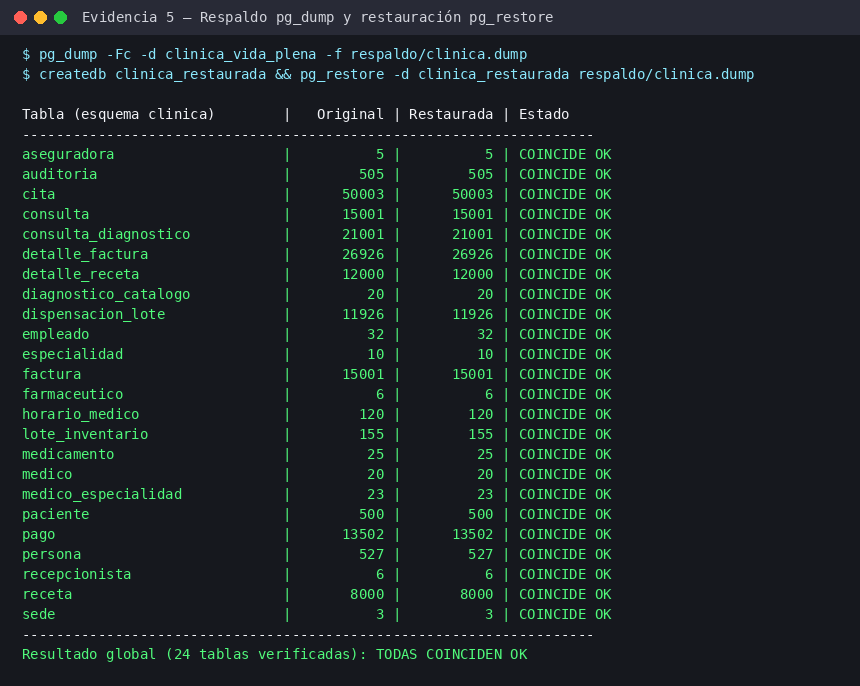 Evidencia 5 — Respaldo pg_dump y restauración pg_restore
$ pg_dump -Fc -d clinica_vida_plena -f respaldo/clinica.dump
$ createdb clinica_restaurada && pg_restore -d clinica_restaurada respaldo/clinica.dump
Tabla (esquema clinica) | Original | Restaurada | Estado
--------------------------------------------------------------------
aseguradora | 5 | 5 | COINCIDE OK
auditoria | 505 | 505 | COINCIDE OK
cita | 50003 | 50003 | COINCIDE OK
consulta | 15001 | 15001 | COINCIDE OK
consulta_diagnostico | 21001 | 21001 | COINCIDE OK
detalle_factura | 26926 | 26926 | COINCIDE OK
detalle_receta | 12000 | 12000 | COINCIDE OK
diagnostico_catalogo | 20 | 20 | COINCIDE OK
dispensacion_lote | 11926 | 11926 | COINCIDE OK
empleado | 32 | 32 | COINCIDE OK
especialidad | 10 | 10 | COINCIDE OK
factura | 15001 | 15001 | COINCIDE OK
farmaceutico | 6 | 6 | COINCIDE OK
horario_medico | 120 | 120 | COINCIDE OK
lote_inventario | 155 | 155 | COINCIDE OK
medicamento | 25 | 25 | COINCIDE OK
medico | 20 | 20 | COINCIDE OK
medico_especialidad | 23 | 23 | COINCIDE OK
paciente | 500 | 500 | COINCIDE OK
pago | 13502 | 13502 | COINCIDE OK
persona | 527 | 527 | COINCIDE OK
recepcionista | 6 | 6 | COINCIDE OK
receta | 8000 | 8000 | COINCIDE OK
sede | 3 | 3 | COINCIDE OK
--------------------------------------------------------------------
Resultado global (24 tablas verificadas): TODAS COINCIDEN OK